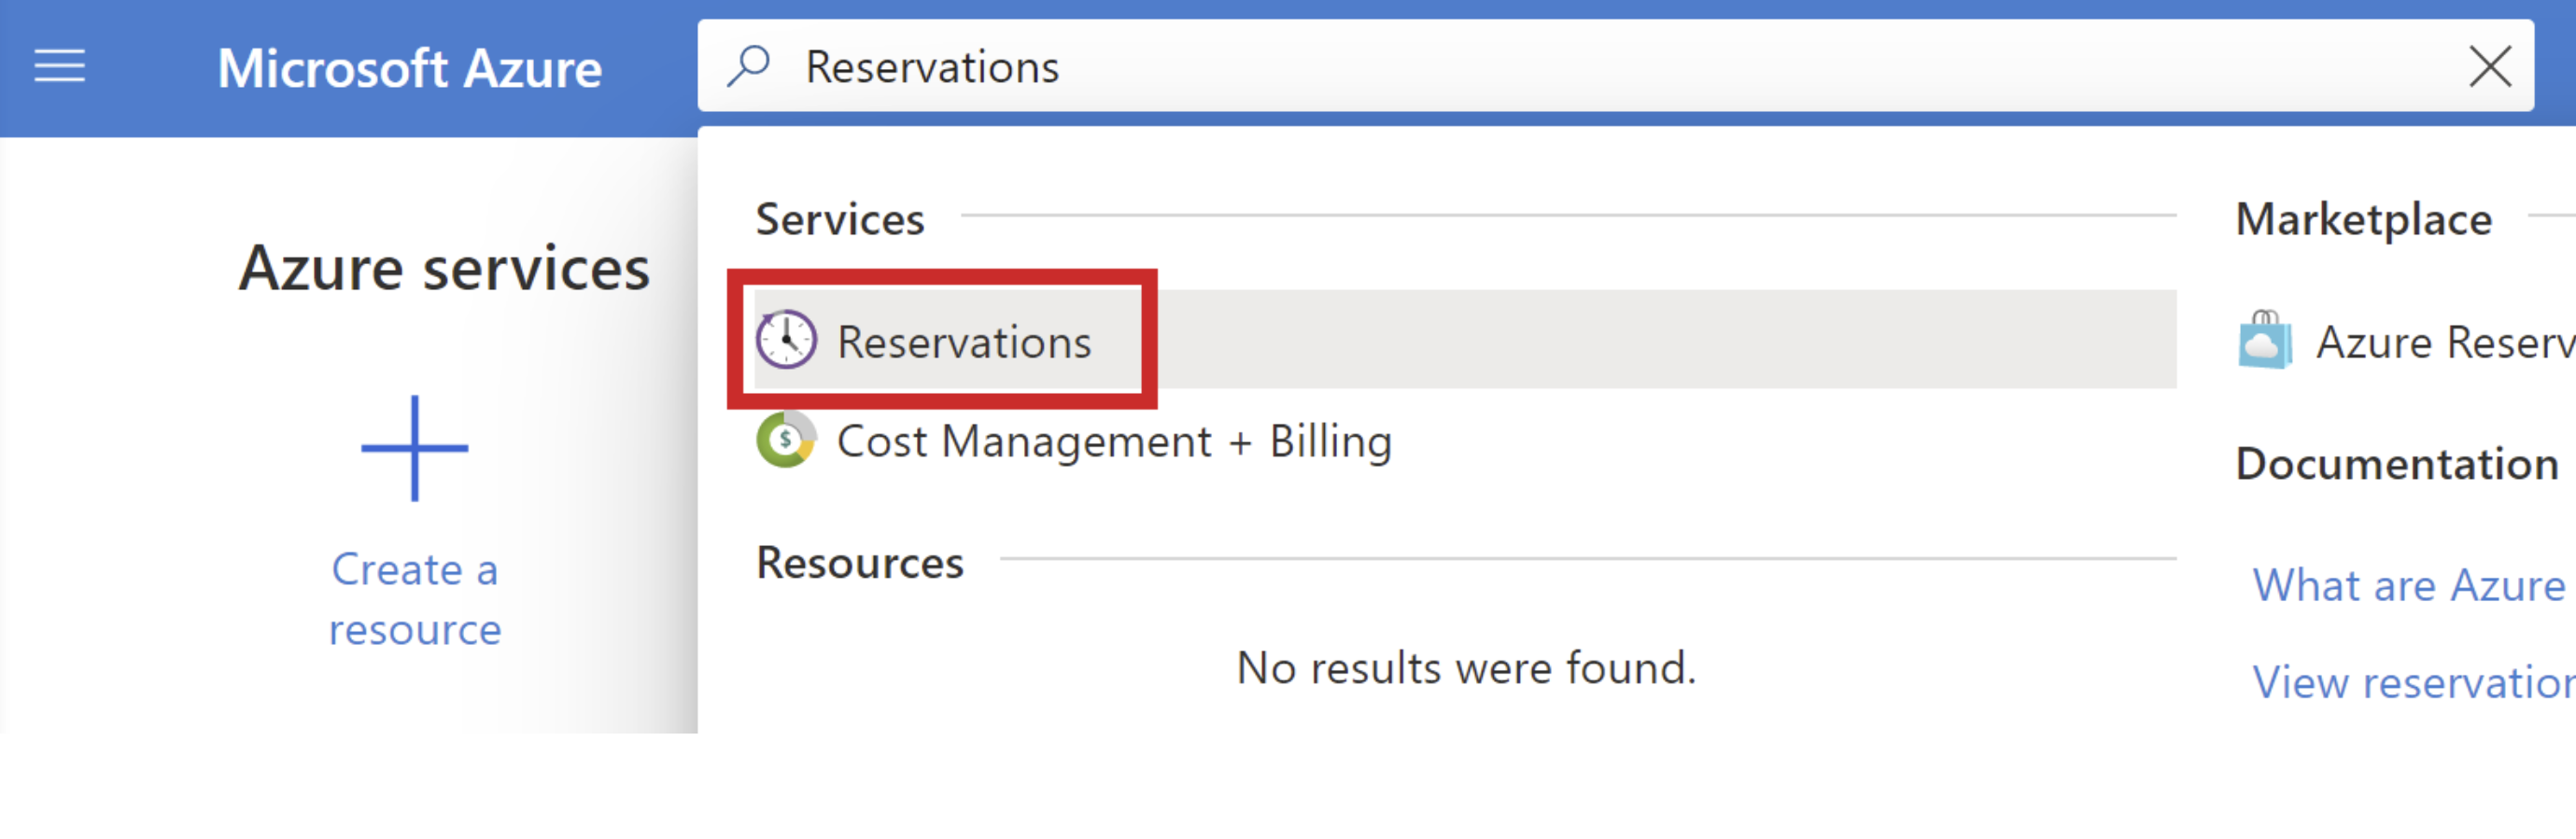 Microsoft Azure
Reservations
Azure services
Create a
resource
Services
Reservations
Cost Management + Billing
Resources
No results were found.
Marketplace
Azure Reserv
Documentation
What are Azure
View reservation